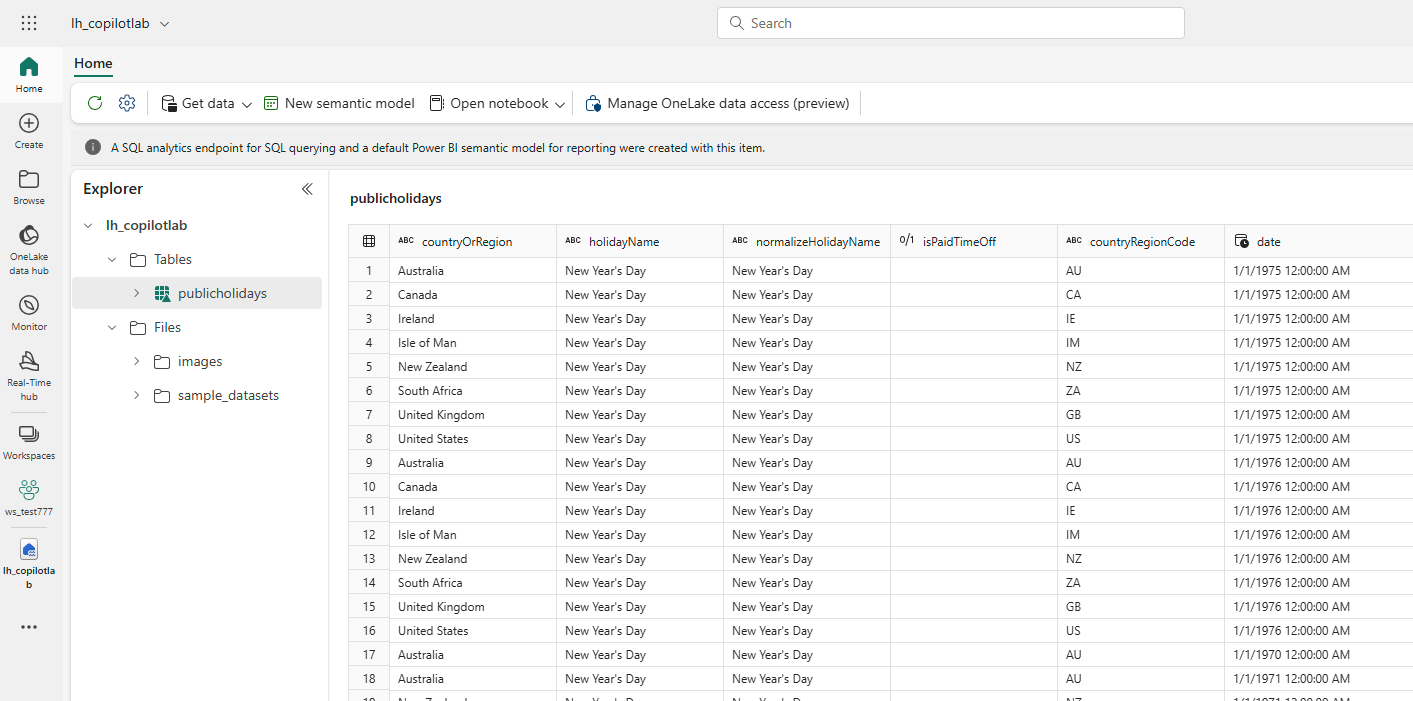 lh_copilotlab
Search
Home
Home
Create
Browse
OneLake
data hub
Monitor
Real-Time
hub
Workspaces
ws_test777
lh_copilotla
b
Get data
New semantic model
Open notebook
Manage OneLake data access (preview)
A SQL analytics endpoint for SQL querying and a default Power BI semantic model for reporting were created with this item.
Explorer
lh_copilotlab
Tables
publicholidays
Files
images
sample_datasets
publicholidays
ABC countryOrRegion ABC holidayName ABC normalizeHolidayName 0/1 isPaidTimeOff ABC countryRegionCode date
1 Australia New Year's Day New Year's Day AU 1/1/1975 12:00:00 AM
2 Canada New Year's Day New Year's Day CA 1/1/1975 12:00:00 AM
3 Ireland New Year's Day New Year's Day IE 1/1/1975 12:00:00 AM
4 Isle of Man New Year's Day New Year's Day IM 1/1/1975 12:00:00 AM
5 New Zealand New Year's Day New Year's Day NZ 1/1/1975 12:00:00 AM
6 South Africa New Year's Day New Year's Day ZA 1/1/1975 12:00:00 AM
7 United Kingdom New Year's Day New Year's Day GB 1/1/1975 12:00:00 AM
8 United States New Year's Day New Year's Day US 1/1/1975 12:00:00 AM
9 Australia New Year's Day New Year's Day AU 1/1/1976 12:00:00 AM
10 Canada New Year's Day New Year's Day CA 1/1/1976 12:00:00 AM
11 Ireland New Year's Day New Year's Day IE 1/1/1976 12:00:00 AM
12 Isle of Man New Year's Day New Year's Day IM 1/1/1976 12:00:00 AM
13 New Zealand New Year's Day New Year's Day NZ 1/1/1976 12:00:00 AM
14 South Africa New Year's Day New Year's Day ZA 1/1/1976 12:00:00 AM
15 United Kingdom New Year's Day New Year's Day GB 1/1/1976 12:00:00 AM
16 United States New Year's Day New Year's Day US 1/1/1976 12:00:00 AM
17 Australia New Year's Day New Year's Day AU 1/1/1970 12:00:00 AM
18 Australia New Year's Day New Year's Day AU 1/1/1971 12:00:00 AM